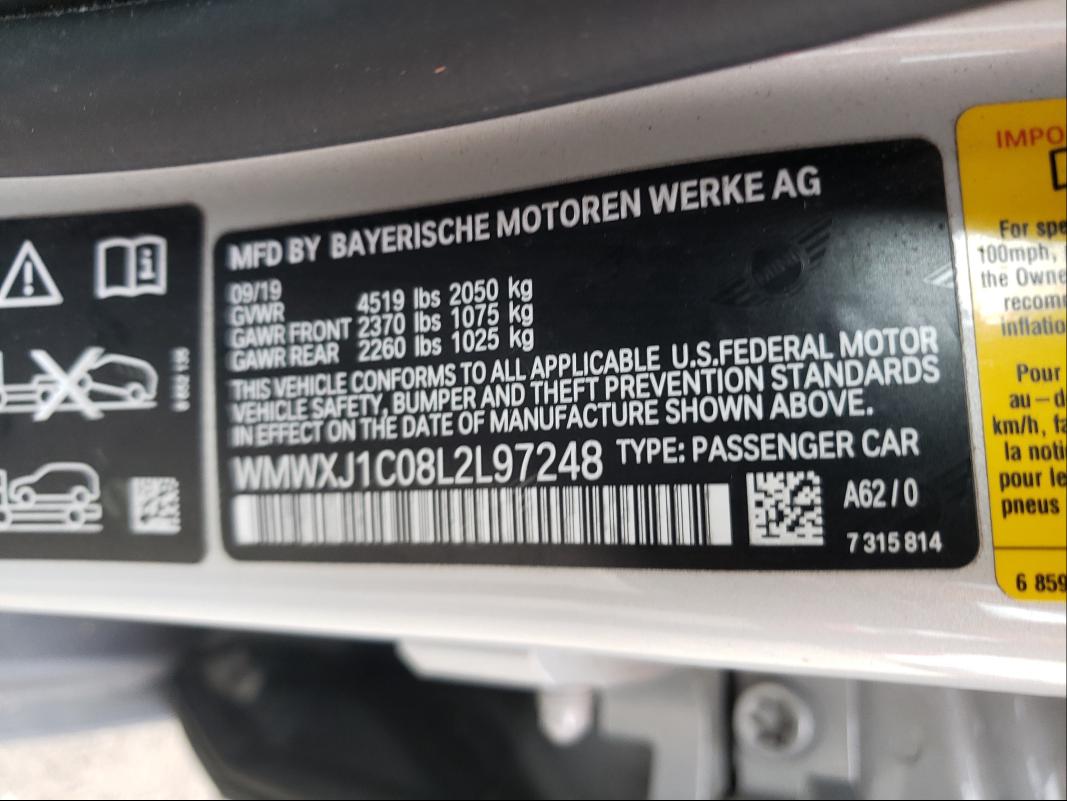 MFD BY BAYERISCHE MOTOREN WERKE AG
09/19
GVWR 4519 lbs 2050 kg
GAWR FRONT 2370 lbs 1075 kg
GAWR REAR 2260 lbs 1025 kg
THIS VEHICLE CONFORMS TO ALL APPLICABLE U.S.FEDERAL MOTOR
VEHICLE SAFETY, BUMPER AND THEFT PREVENTION STANDARDS
IN EFFECT ON THE DATE OF MANUFACTURE SHOWN ABOVE.
WMWXJ1C08L2L97248 TYPE: PASSENGER CAR
A62 / 0
7 315 814
IMPO
For spe
100mph,
the Owne
recom
inflatio
Pour
au – d
km/h, fa
la noti
pour le
pneus
6 859